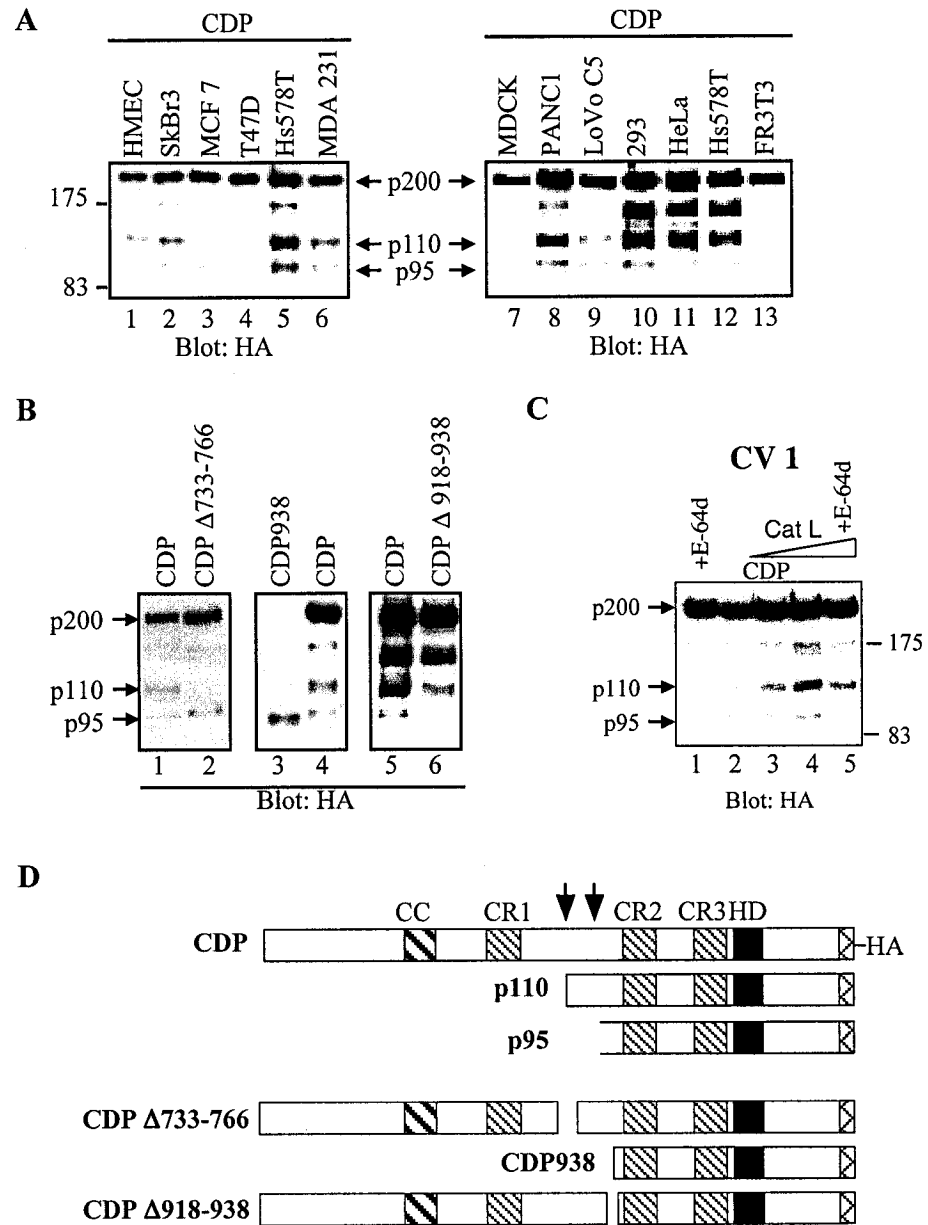 A
CDP
HMEC
SkBr3
MCF 7
T47D
Hs578T
MDA 231
175
83
1 2 3 4 5 6
Blot: HA
p200
p110
p95
CDP
MDCK
PANC1
LoVo C5
293
HeLa
Hs578T
FR3T3
7 8 9 10 11 12 13
Blot: HA
B
CDP
CDP Δ733-766
CDP938
CDP
CDP
CDP Δ 918-938
p200
p110
p95
1 2 3 4 5 6
Blot: HA
C
CV 1
+E-64d
Cat L
+E-64d
CDP
p200
p110
p95
175
83
1 2 3 4 5
Blot: HA
D
CC CR1 CR2 CR3 HD
CDP
HA
p110
p95
CDP Δ733-766
CDP938
CDP Δ918-938